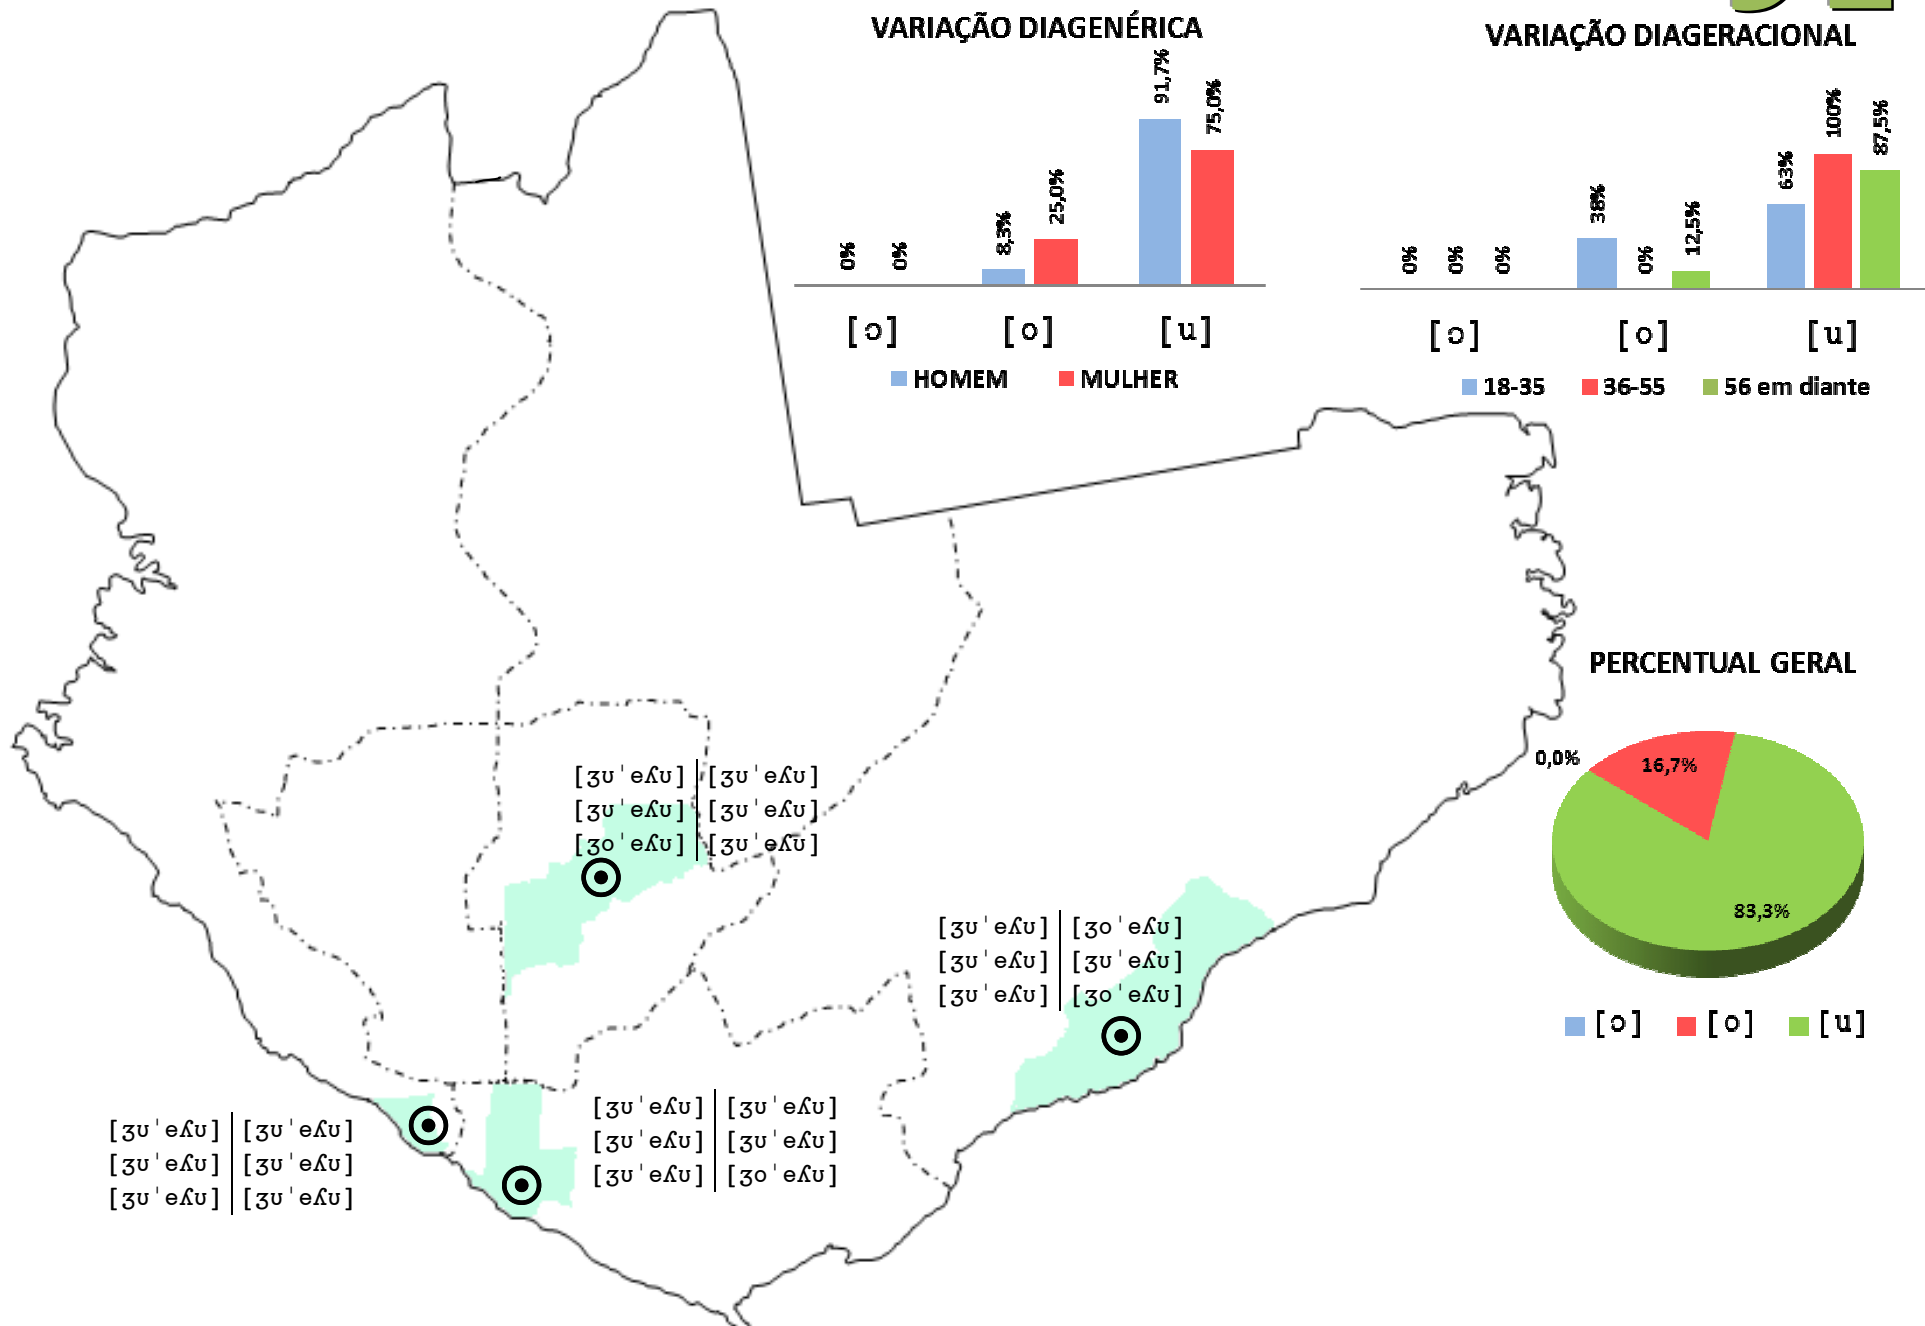 VARIAÇÃO DIAGENÉRICA
0%
0%
8,3%
25,0%
91,7%
75,0%
[ɔ] [o] [u]
HOMEM MULHER
VARIAÇÃO DIAGERACIONAL
0%
0%
0%
38%
0%
12,5%
63%
100%
87,5%
[ɔ] [o] [u]
18-35 36-55 56 em diante
PERCENTUAL GERAL
0,0%
16,7%
83,3%
[ɔ] [o] [u]
[ʒʊˈeʎʊ] [ʒʊˈeʎʊ]
[ʒʊˈeʎʊ] [ʒʊˈeʎʊ]
[ʒoˈeʎʊ] [ʒʊˈeʎʊ]
[ʒʊˈeʎʊ] [ʒoˈeʎʊ]
[ʒʊˈeʎʊ] [ʒʊˈeʎʊ]
[ʒʊˈeʎʊ] [ʒoˈeʎʊ]
[ʒʊˈeʎʊ] [ʒʊˈeʎʊ]
[ʒʊˈeʎʊ] [ʒʊˈeʎʊ]
[ʒʊˈeʎʊ] [ʒoˈeʎʊ]
[ʒʊˈeʎʊ] [ʒʊˈeʎʊ]
[ʒʊˈeʎʊ] [ʒʊˈeʎʊ]
[ʒʊˈeʎʊ] [ʒʊˈeʎʊ]